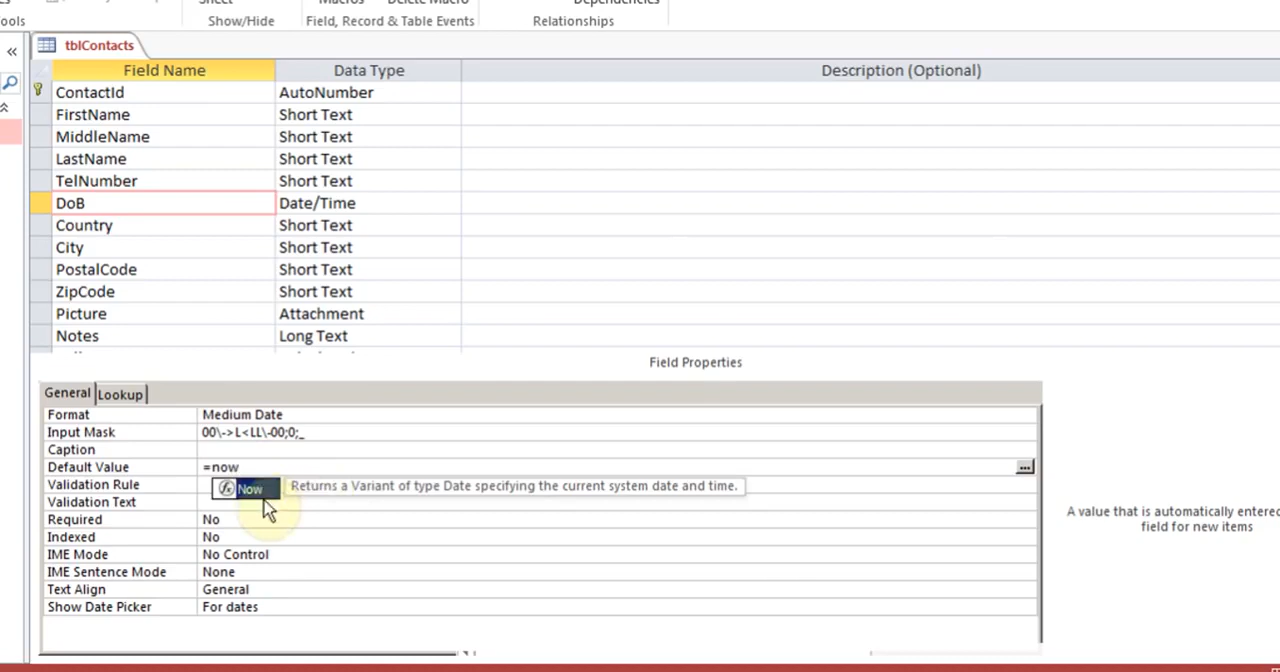 Sheet Macros Delete Macro Dependencies
ools Show/Hide Field, Record & Table Events Relationships
tblContacts
Field Name Data Type Description (Optional)
ContactId AutoNumber
FirstName Short Text
MiddleName Short Text
LastName Short Text
TelNumber Short Text
DoB Date/Time
Country Short Text
City Short Text
PostalCode Short Text
ZipCode Short Text
Picture Attachment
Notes Long Text
Field Properties
General Lookup
Format Medium Date
Input Mask 00\->L<LL\-00;0;_
Caption
Default Value =now ...
Validation Rule Now Returns a Variant of type Date specifying the current system date and time.
Validation Text
Required No
Indexed No
IME Mode No Control
IME Sentence Mode None
Text Align General
Show Date Picker For dates
A value that is automatically entered
field for new items